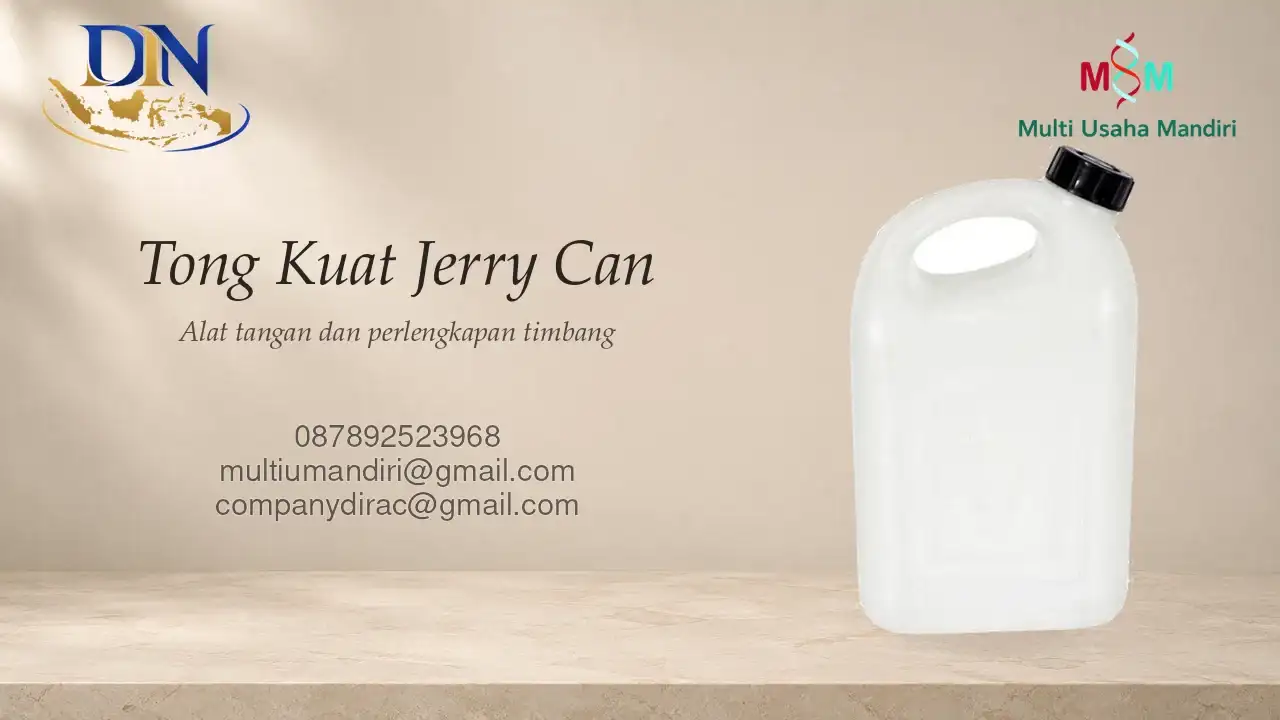 DIN
M8M
Multi Usaha Mandiri
Tong Kuat Jerry Can
Alat tangan dan perlengkapan timbang
087892523968
multiumandiri@gmail.com
companydirac@gmail.com